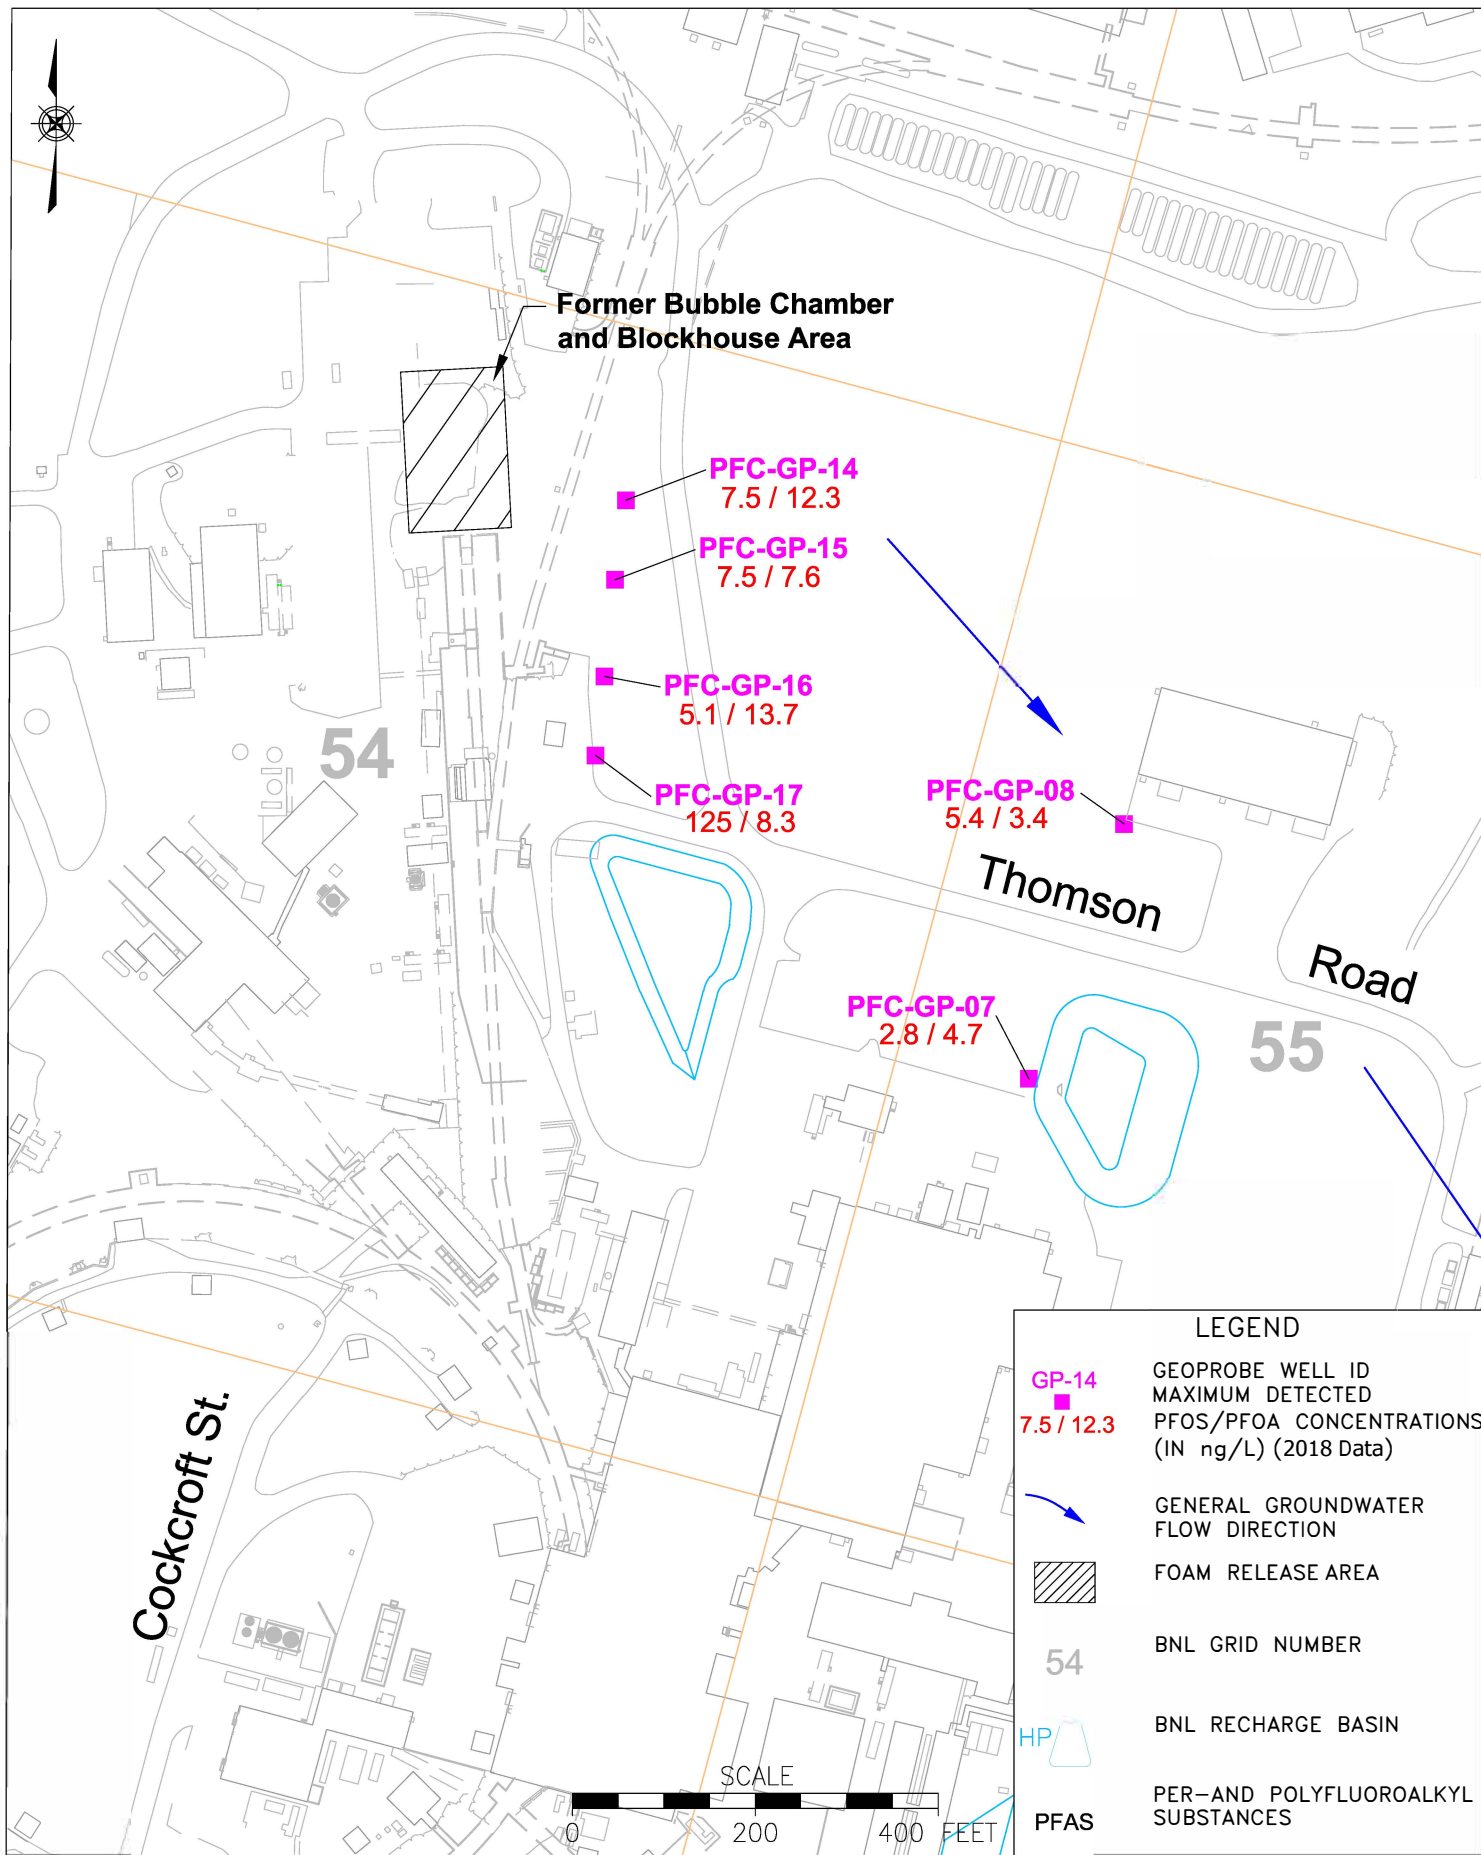 Former Bubble Chamber
and Blockhouse Area
PFC-GP-14
7.5 / 12.3
PFC-GP-15
7.5 / 7.6
PFC-GP-16
5.1 / 13.7
54
PFC-GP-17
125 / 8.3
PFC-GP-08
5.4 / 3.4
Thomson
Road
PFC-GP-07
2.8 / 4.7
55
Cockcroft St.
LEGEND
GP-14
7.5 / 12.3
GEOPROBE WELL ID
MAXIMUM DETECTED
PFOS/PFOA CONCENTRATIONS
(IN ng/L) (2018 Data)
GENERAL GROUNDWATER
FLOW DIRECTION
FOAM RELEASE AREA
54
BNL GRID NUMBER
HP
BNL RECHARGE BASIN
PFAS
PER-AND POLYFLUOROALKYL
SUBSTANCES
SCALE
0 200 400 FEET